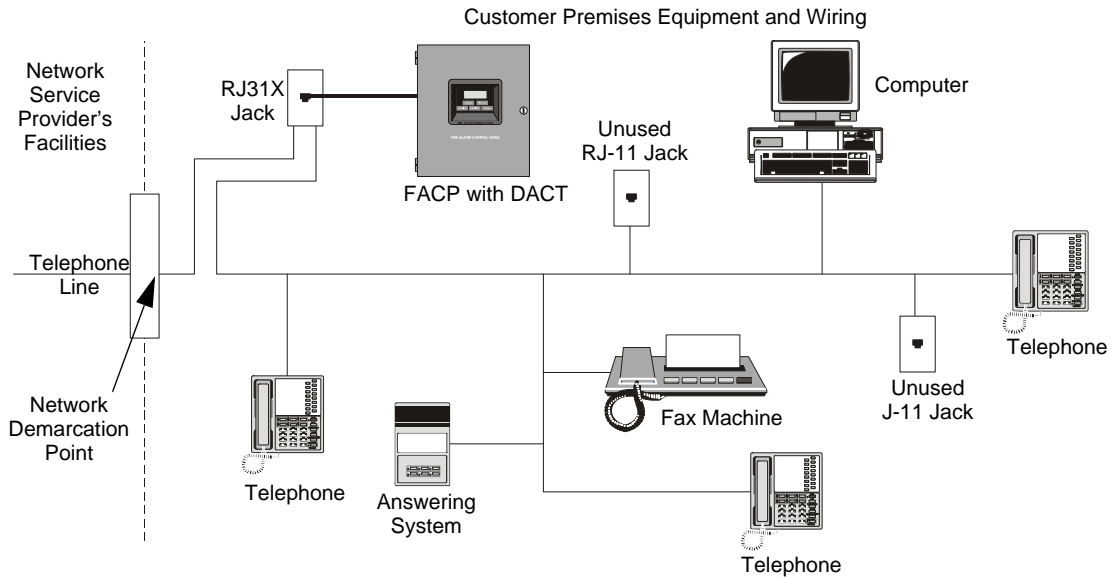 Customer Premises Equipment and Wiring
Network
Service
Provider's
Facilities
RJ31X
Jack
FACP with DACT
Unused
RJ-11 Jack
Computer
Telephone
Line
Network
Demarcation
Point
Telephone
Answering
System
Fax Machine
Telephone
Unused
J-11 Jack
Telephone